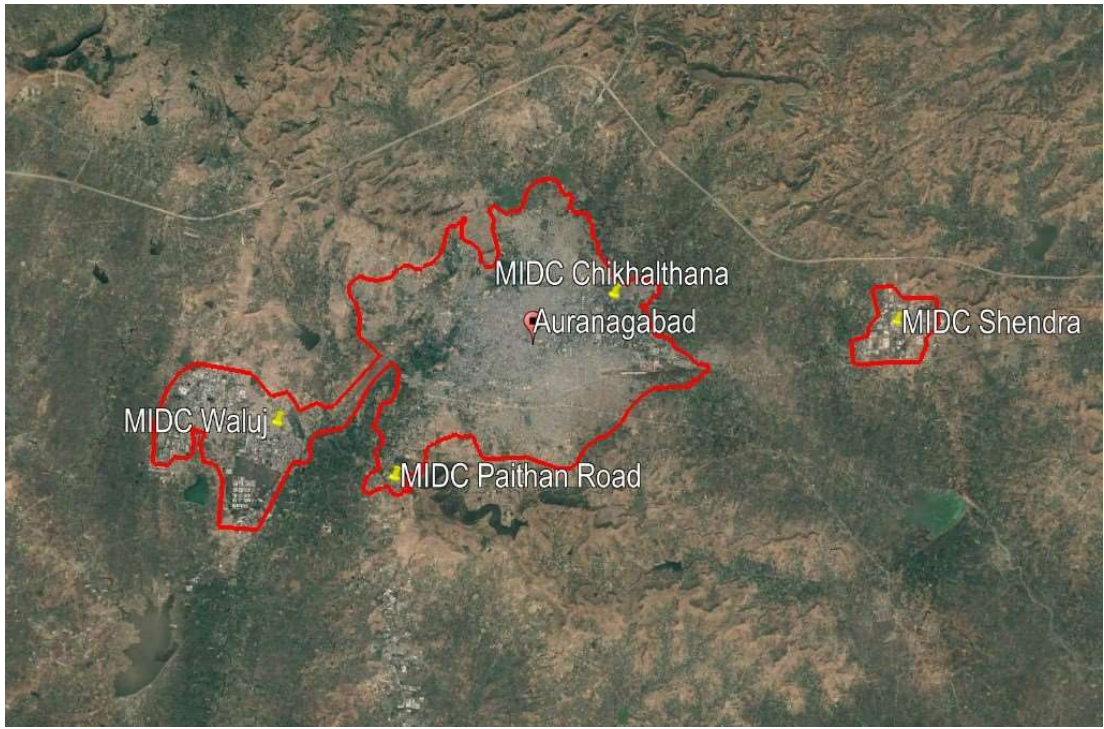 MIDC Chikhalthana
Auranagabad
MIDC Shendra
MIDC Waluj
MIDC Paithan Road